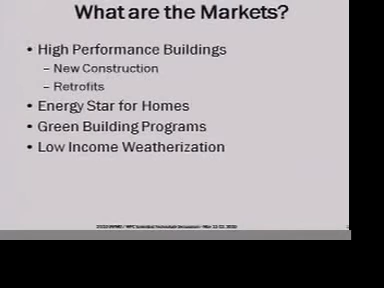 What are the Markets?
• High Performance Buildings
– New Construction
– Retrofits
• Energy Star for Homes
• Green Building Programs
• Low Income Weatherization